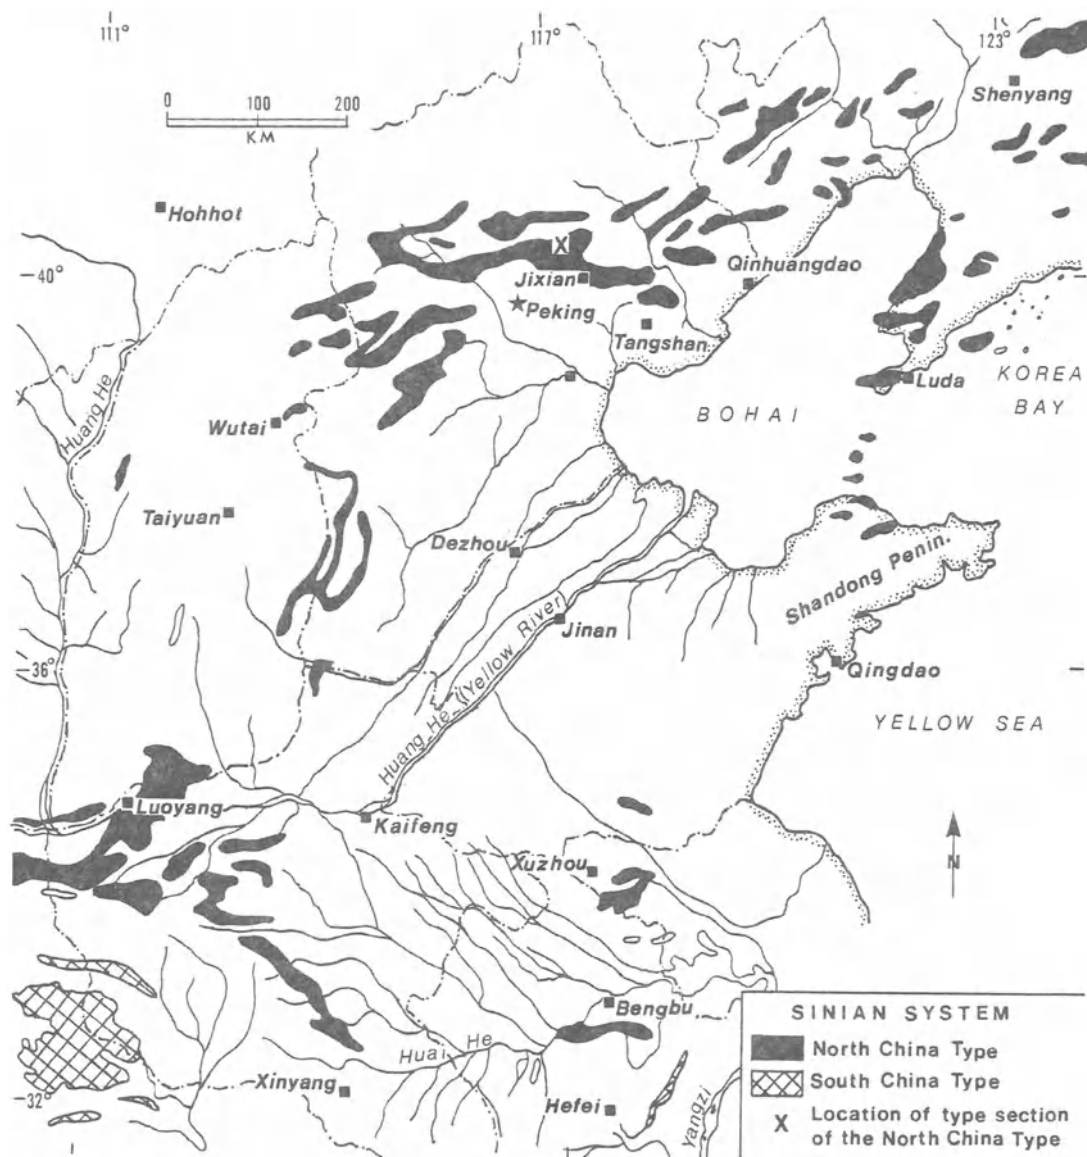 111°
117°
123°
0 100 200
KM
Shenyang
Hohhot
X
—40°
Jixian
Qinhuangdao
Peking
Tangshan
Luda
KOREA
BAY
BOHAI
Huang He
Wutai
Taiyuan
Dezhou
Shandong Penin.
Jinan
—36°
Huang He (Yellow River)
Qingdao
YELLOW SEA
Luoyang
Kaifeng
Xuzhou
N
Bengbu
Huai He
Xinyang
—32°
Hefei
Yangzi
SINIAN SYSTEM
North China Type
South China Type
X Location of type section
of the North China Type